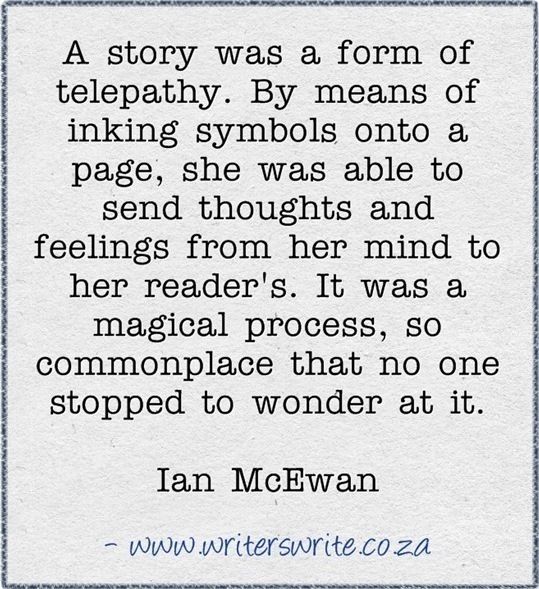 A story was a form of
telepathy. By means of
inking symbols onto a
page, she was able to
send thoughts and
feelings from her mind to
her reader's. It was a
magical process, so
commonplace that no one
stopped to wonder at it.
Ian McEwan
- www.writerswrite.co.za